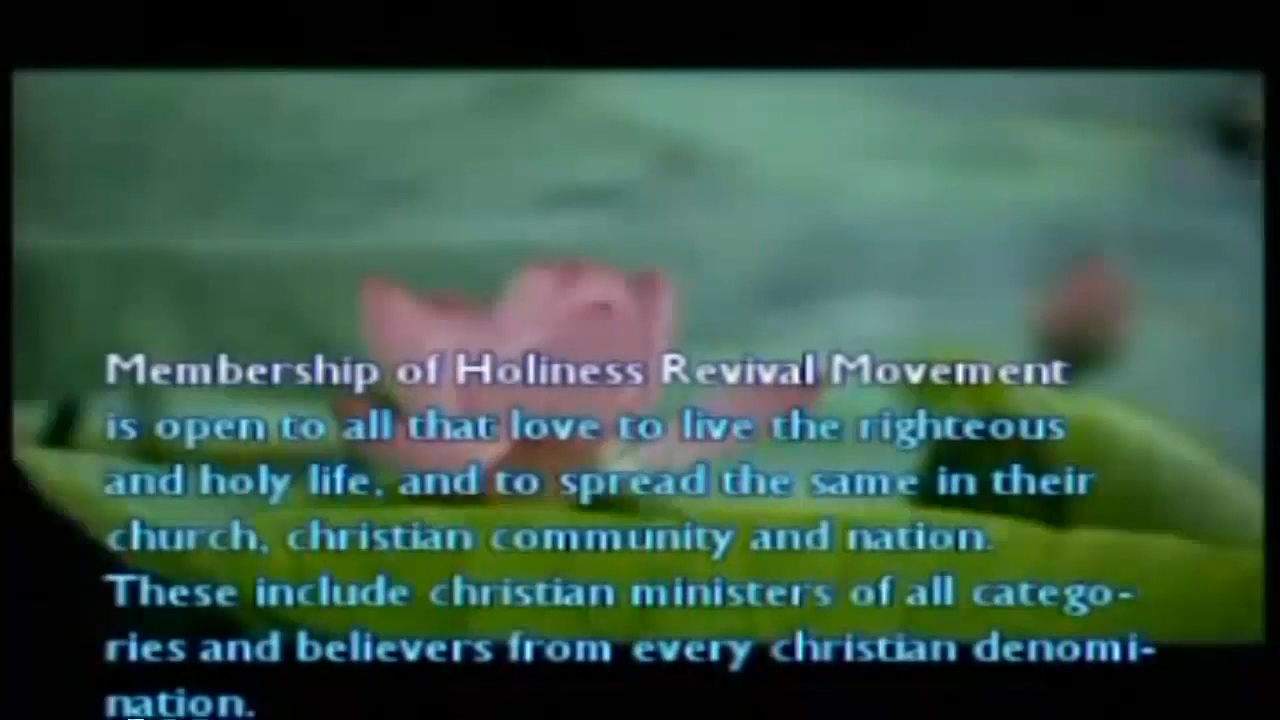 Membership of Holiness Revival Movement
is open to all that love to live the righteous
and holy life, and to spread the same in their
church, christian community and nation.
These include christian ministers of all catego-
ries and believers from every christian denomi-
nation.